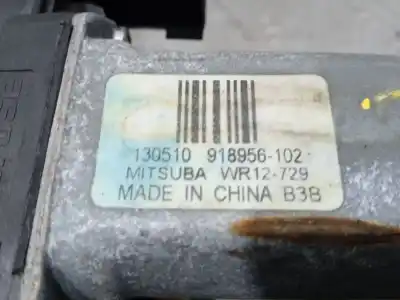 130510 918956-102
MITSUBA WR12-729
MADE IN CHINA B3B